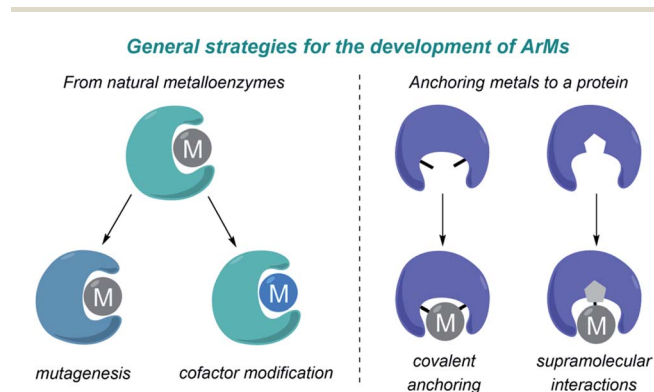 General strategies for the development of ArMs
From natural metalloenzymes
Anchoring metals to a protein
M
M
M
M
M
mutagenesis
cofactor modification
covalent
anchoring
supramolecular
interactions